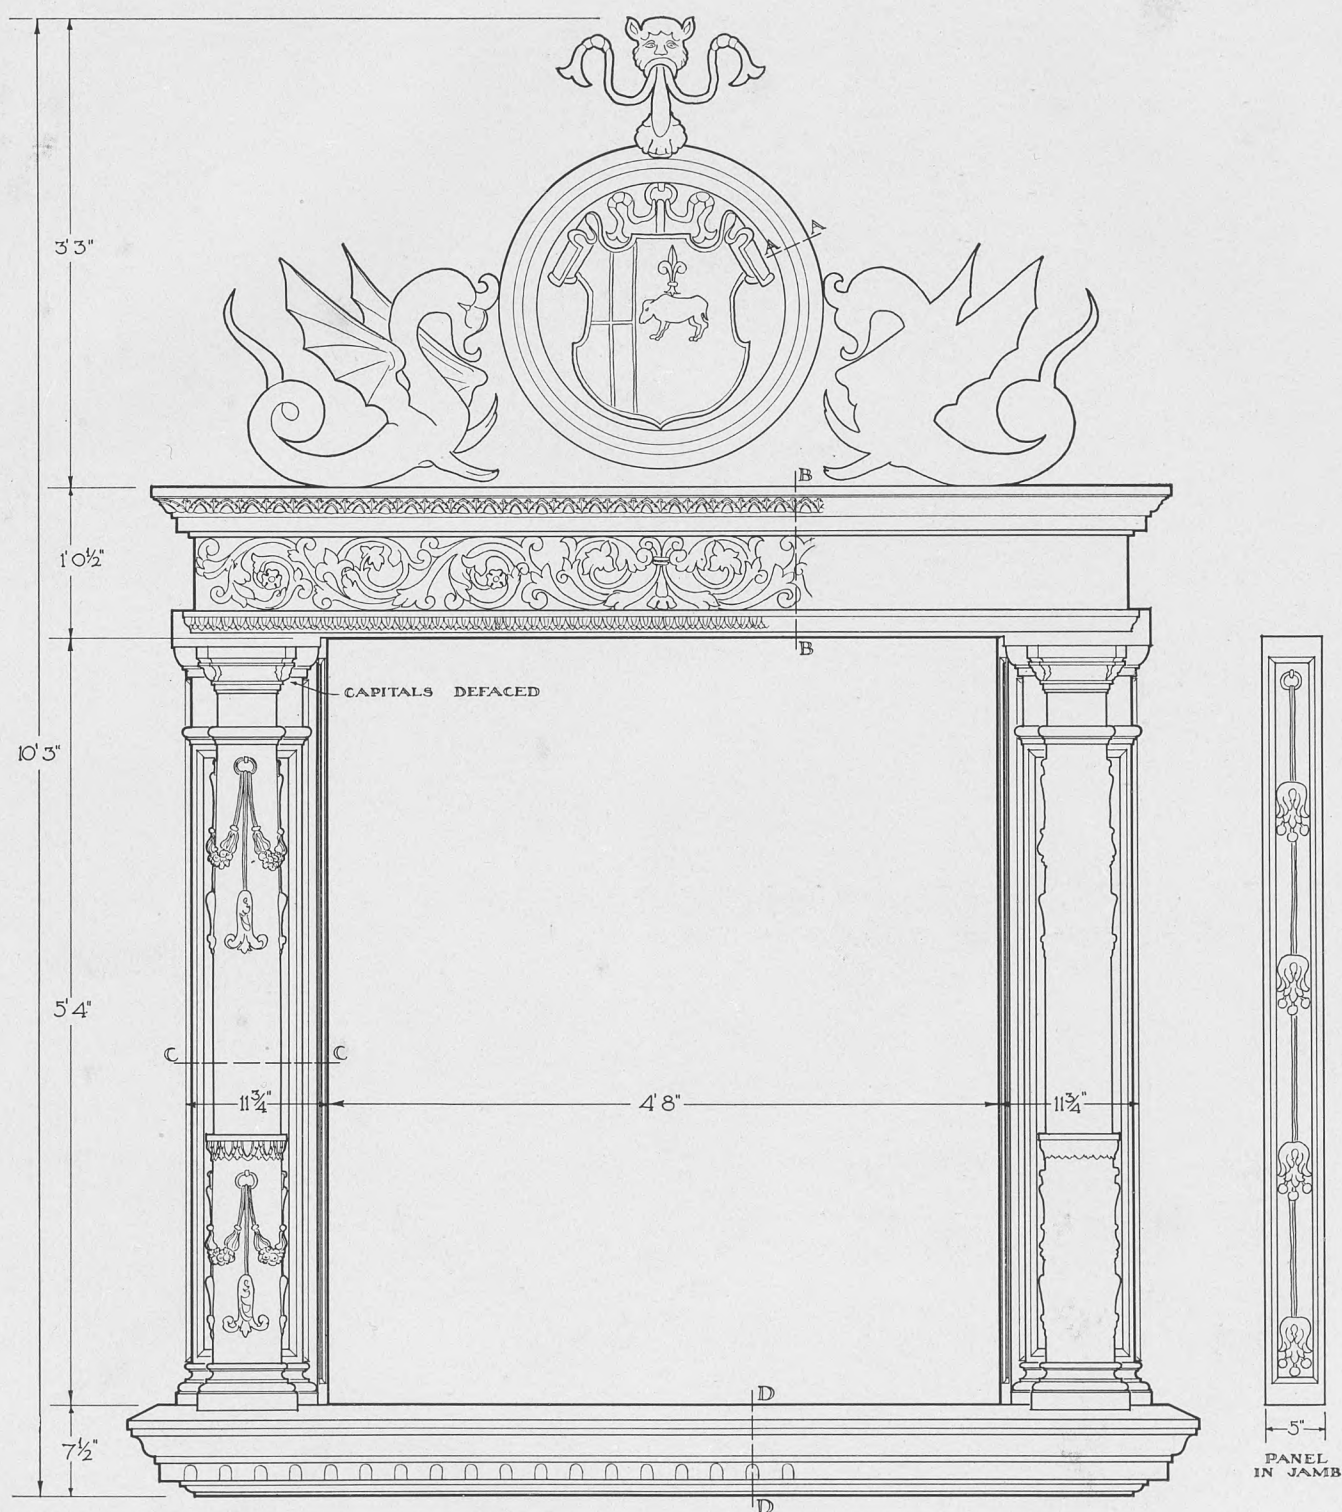 A
A
3'3"
B
1'0½"
B
CAPITALS DEFACED
10'3"
5'4"
C C
11¾" 4'8" 11¾"
D
7½"
5"
PANEL
IN JAMB
D